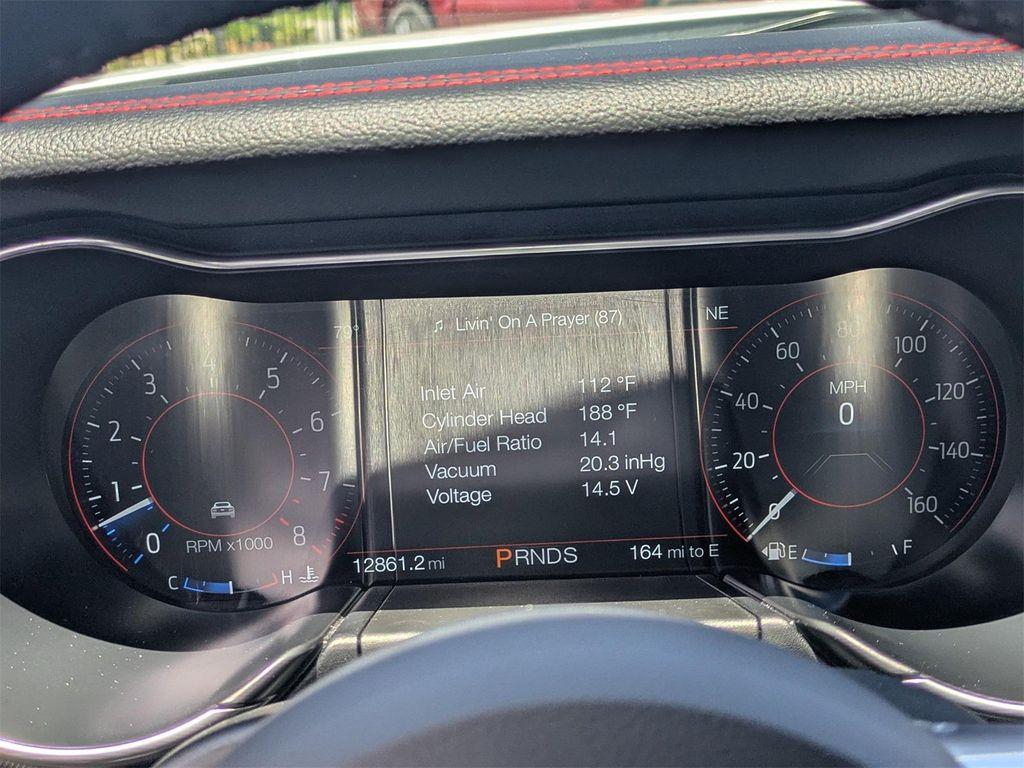 79°
♫ Livin' On A Prayer (87)
NE
Inlet Air 112 °F
Cylinder Head 188 °F
Air/Fuel Ratio 14.1
Vacuum 20.3 inHg
Voltage 14.5 V
0 1 2 3 4 5 6 7 8
RPM x1000
C H
12861.2 mi
PRNDS
164 mi to E
0 20 40 60 80 100 120 140 160
MPH
0
E F